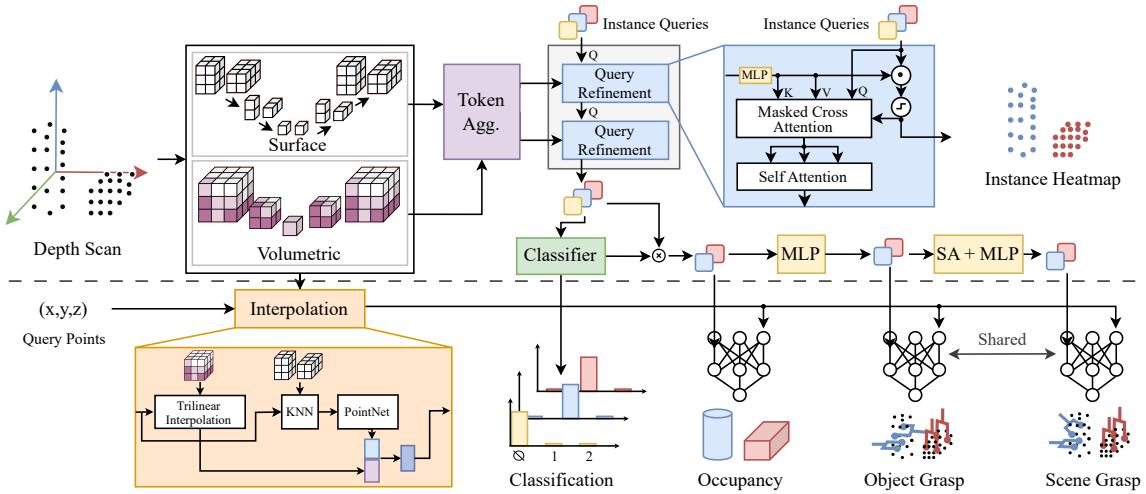 Instance Queries
Instance Queries
Surface
Volumetric
Depth Scan
Token
Agg.
Q
Query
Refinement
Q
Query
Refinement
MLP
K
V
Q
Masked Cross
Attention
Self Attention
Instance Heatmap
Classifier
MLP
SA + MLP
(x,y,z)
Query Points
Interpolation
Trilinear
Interpolation
KNN
PointNet
∅
1
2
Classification
Shared
Occupancy
Object Grasp
Scene Grasp